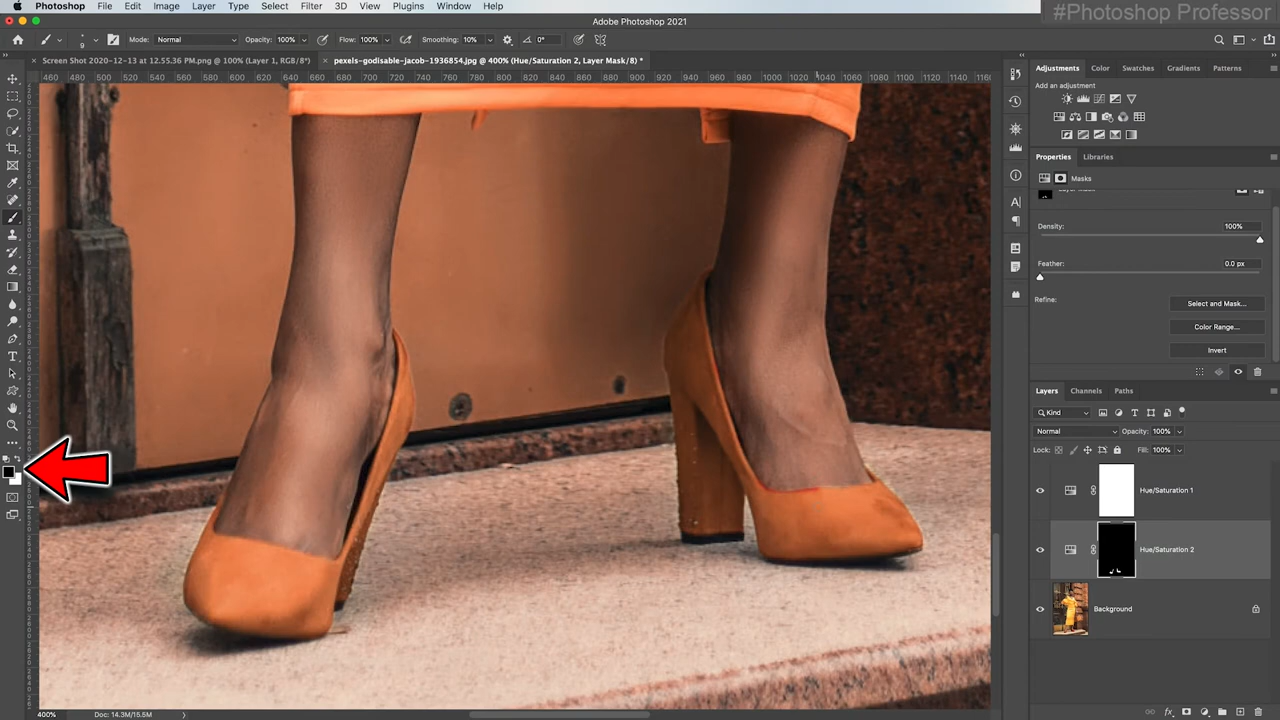 Photoshop File Edit Image Layer Type Select Filter 3D View Plugins Window Help
#Photoshop Professor
Adobe Photoshop 2021
9 Mode: Normal Opacity: 100% Flow: 100% Smoothing: 10% 0°
× Screen Shot 2020-12-13 at 12.55.36 PM.png @ 100% (Layer 1, RGB/8*) × pexels-godisable-jacob-1936854.jpg @ 400% (Hue/Saturation 2, Layer Mask/8) *
460 480 500 520 540 560 580 600 620 640 660 680 700 720 740 760 780 800 820 840 860 880 900 920 940 960 980 1000 1020 1040 1060 1080 1100 1120 1140 1160
Adjustments Color Swatches Gradients Patterns
Add an adjustment
Properties Libraries
Masks
Density: 100%
Feather: 0.0 px
Refine:
Select and Mask...
Color Range...
Invert
Layers Channels Paths
Kind
Normal Opacity: 100%
Lock: Fill: 100%
Hue/Saturation 1
Hue/Saturation 2
Background
400% Doc: 14.3M/15.5M